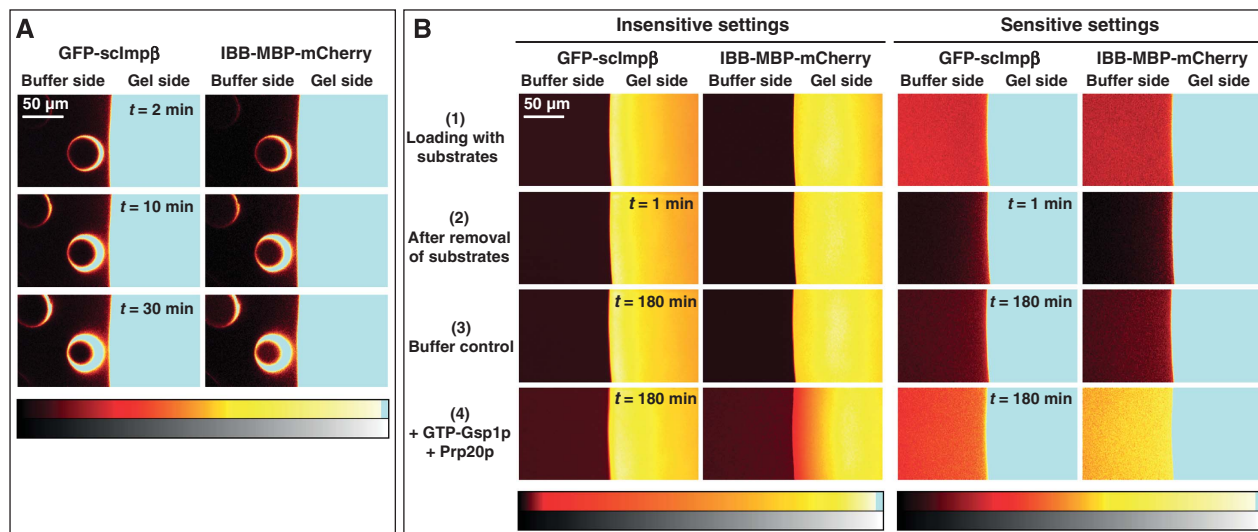 A
GFP-scImpβ IBB-MBP-mCherry
Buffer side Gel side Buffer side Gel side
50 µm
t = 2 min
t = 10 min
t = 30 min
B
Insensitive settings Sensitive settings
GFP-scImpβ IBB-MBP-mCherry GFP-scImpβ IBB-MBP-mCherry
Buffer side Gel side Buffer side Gel side Buffer side Gel side Buffer side Gel side
50 µm
(1)
Loading with
substrates
(2)
After removal
of substrates
t = 1 min t = 1 min
(3)
Buffer control
t = 180 min t = 180 min
(4)
+ GTP-Gsp1p
+ Prp20p
t = 180 min t = 180 min